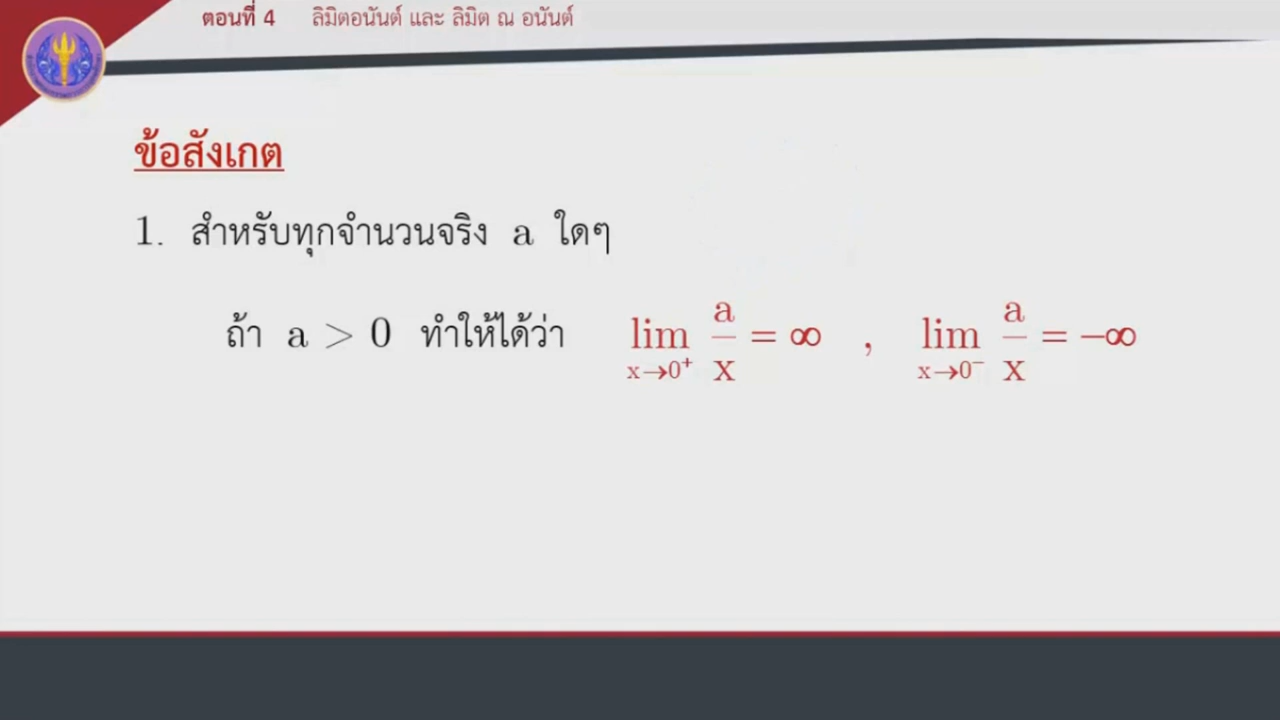 ตอนที่ 4 ลิมิตอนันต์ และ ลิมิต ณ อนันต์
ข้อสังเกต
1. สำหรับทุกจำนวนจริง a ใดๆ
ถ้า a > 0 ทำให้ได้ว่า lim x→0⁺ a/x = ∞ , lim x→0⁻ a/x = −∞